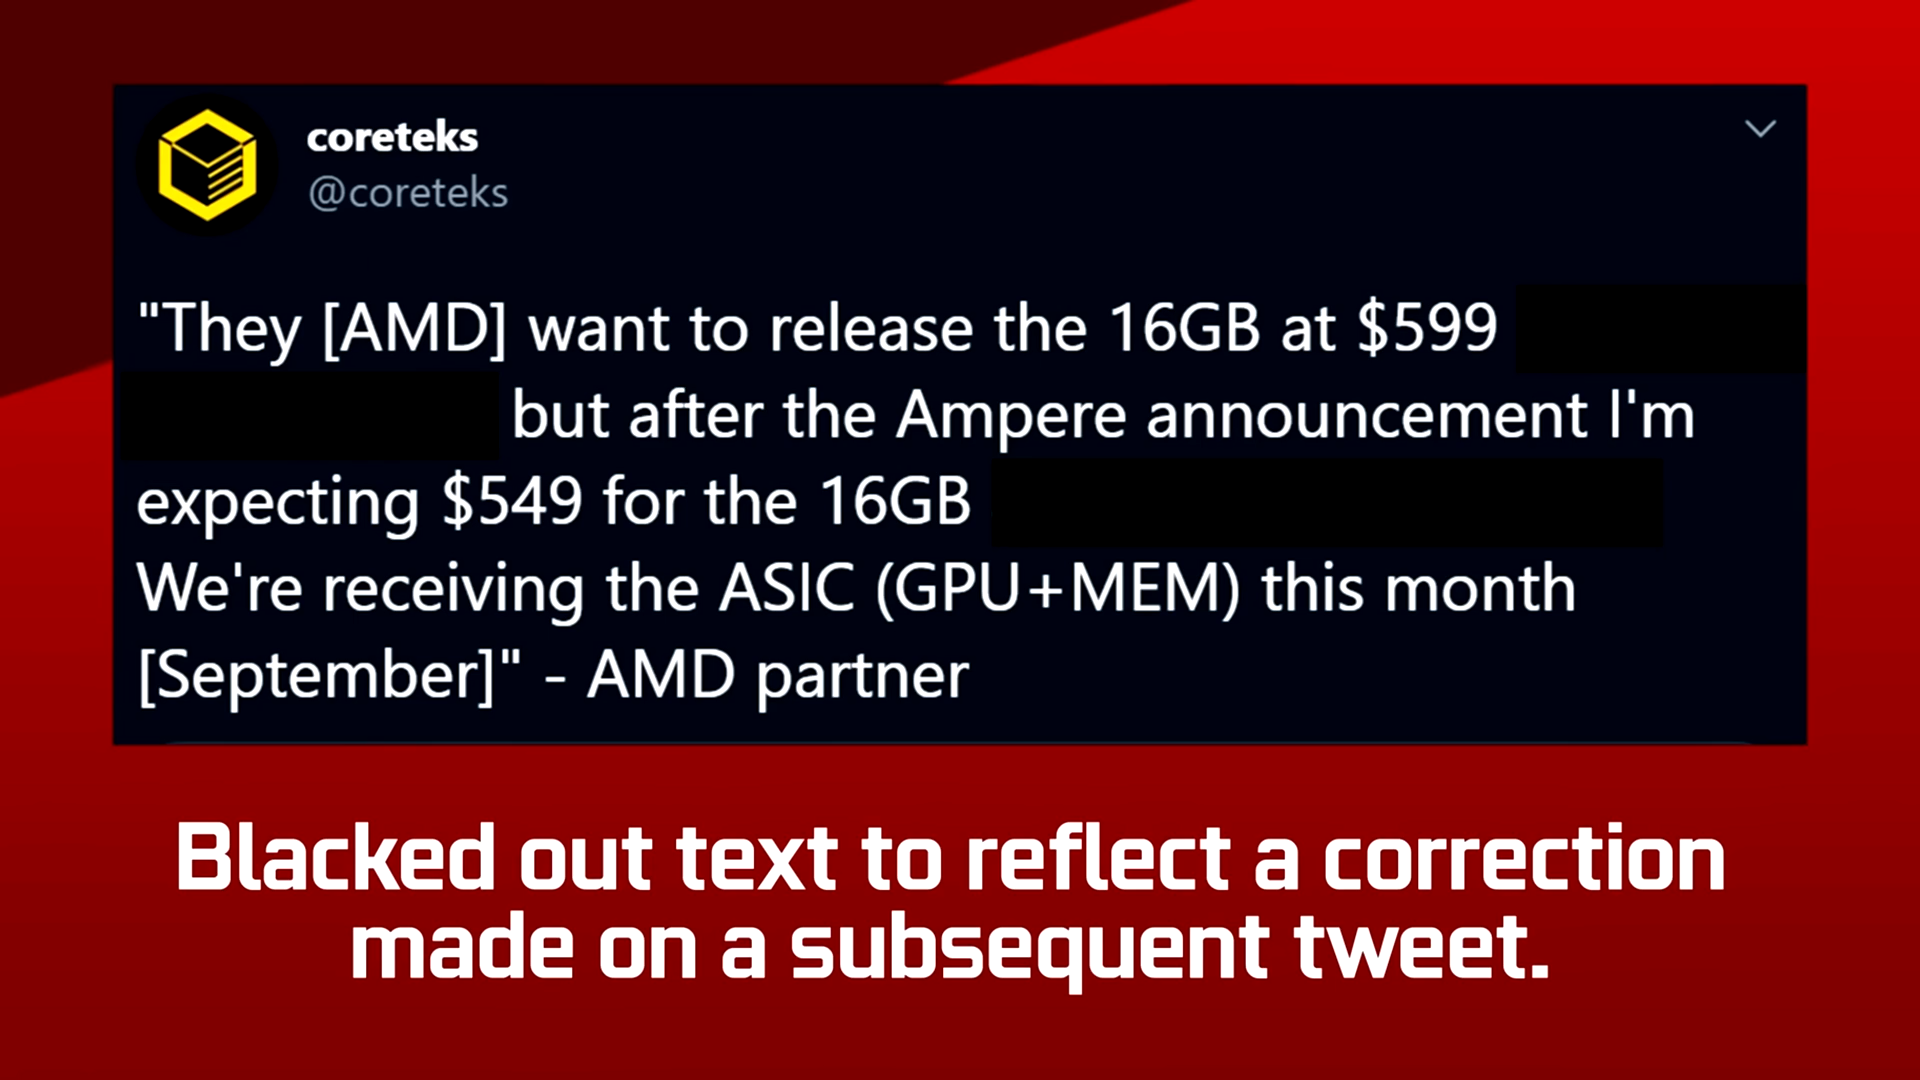 coreteks
@coreteks
"They [AMD] want to release the 16GB at $599
but after the Ampere announcement I'm
expecting $549 for the 16GB
We're receiving the ASIC (GPU+MEM) this month
[September]" - AMD partner
Blacked out text to reflect a correction
made on a subsequent tweet.